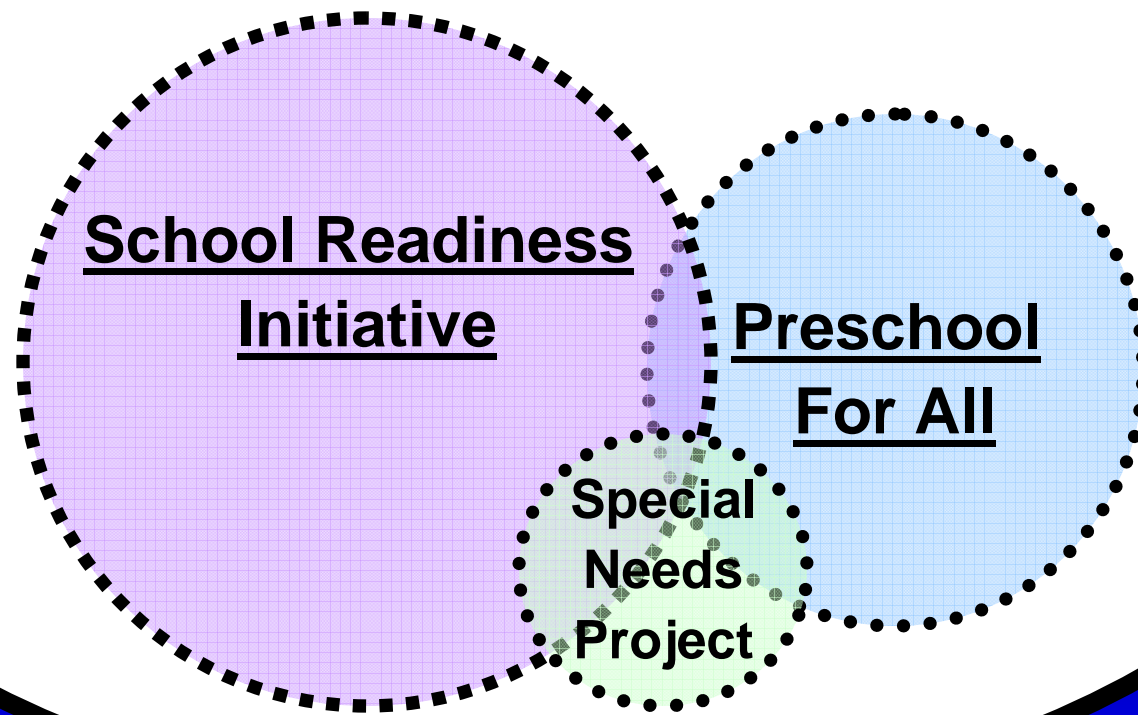 School Readiness
Initiative
Preschool
For All
Special
Needs
Project